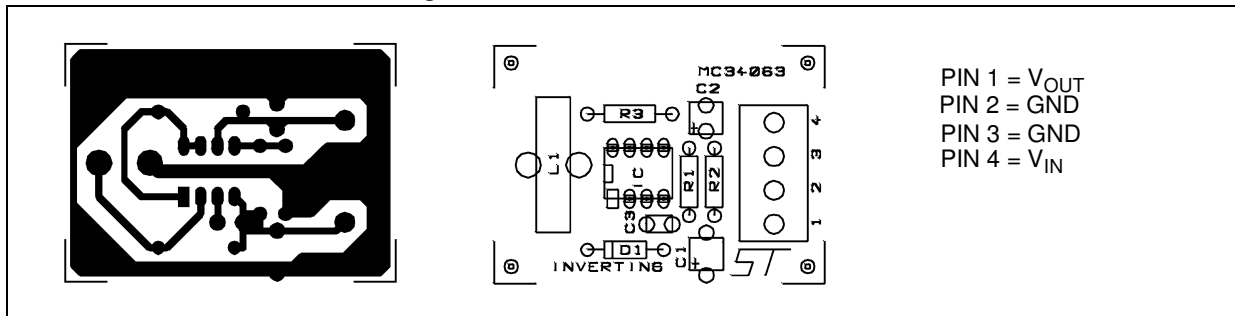 MC34063
C2
R3
+
4
3
2
1
L1
IC
R1
R2
C3
D1
C1
+
INVERTING
ST
PIN 1 = VOUT
PIN 2 = GND
PIN 3 = GND
PIN 4 = VIN